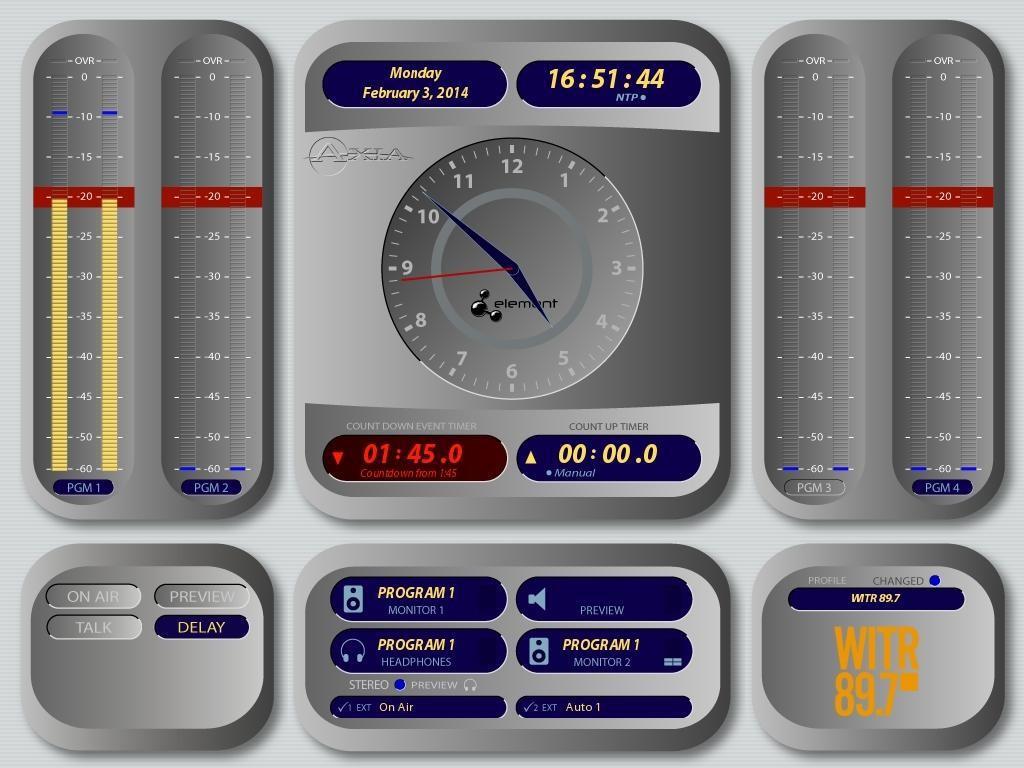 OVR
0
-10
-15
-20
-25
-30
-35
-40
-45
-50
-60
PGM 1
OVR
0
-10
-15
-20
-25
-30
-35
-40
-45
-50
-60
PGM 2
Monday
February 3, 2014
16:51:44
NTP
AXIA
12
1
2
3
4
5
6
7
8
9
10
11
element
COUNT DOWN EVENT TIMER
01:45.0
Countdown from 1:45
COUNT UP TIMER
00:00.0
Manual
OVR
0
-10
-15
-20
-25
-30
-35
-40
-45
-50
-60
PGM 3
OVR
0
-10
-15
-20
-25
-30
-35
-40
-45
-50
-60
PGM 4
ON AIR
PREVIEW
TALK
DELAY
PROGRAM 1
MONITOR 1
PREVIEW
PROGRAM 1
HEADPHONES
PROGRAM 1
MONITOR 2
STEREO PREVIEW
1 EXT On Air
2 EXT Auto 1
PROFILE CHANGED
WITR 89.7
WITR
89.7